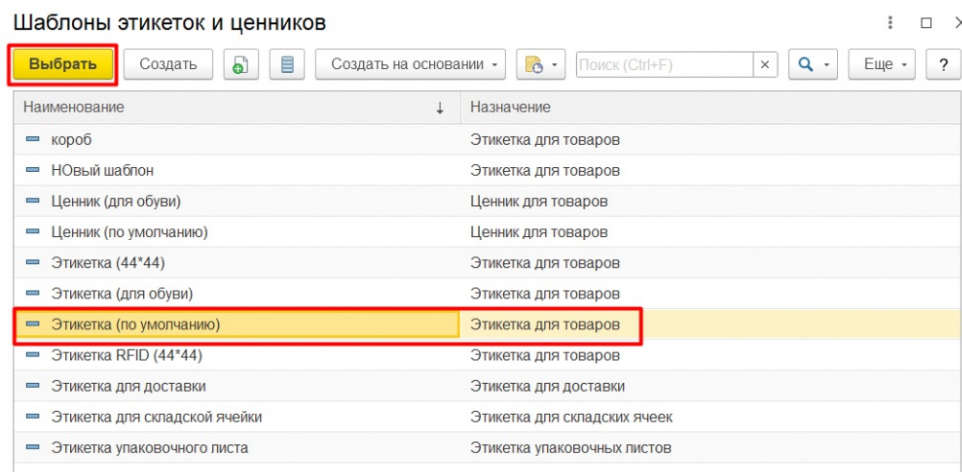 Шаблоны этикеток и ценников
Выбрать Создать Создать на основании Поиск (Ctrl+F) × Еще ?
Наименование ↓ Назначение
короб Этикетка для товаров
НОвый шаблон Этикетка для товаров
Ценник (для обуви) Ценник для товаров
Ценник (по умолчанию) Ценник для товаров
Этикетка (44*44) Этикетка для товаров
Этикетка (для обуви) Этикетка для товаров
Этикетка (по умолчанию) Этикетка для товаров
Этикетка RFID (44*44) Этикетка для товаров
Этикетка для доставки Этикетка для доставки
Этикетка для складской ячейки Этикетка для складских ячеек
Этикетка упаковочного листа Этикетка упаковочных листов